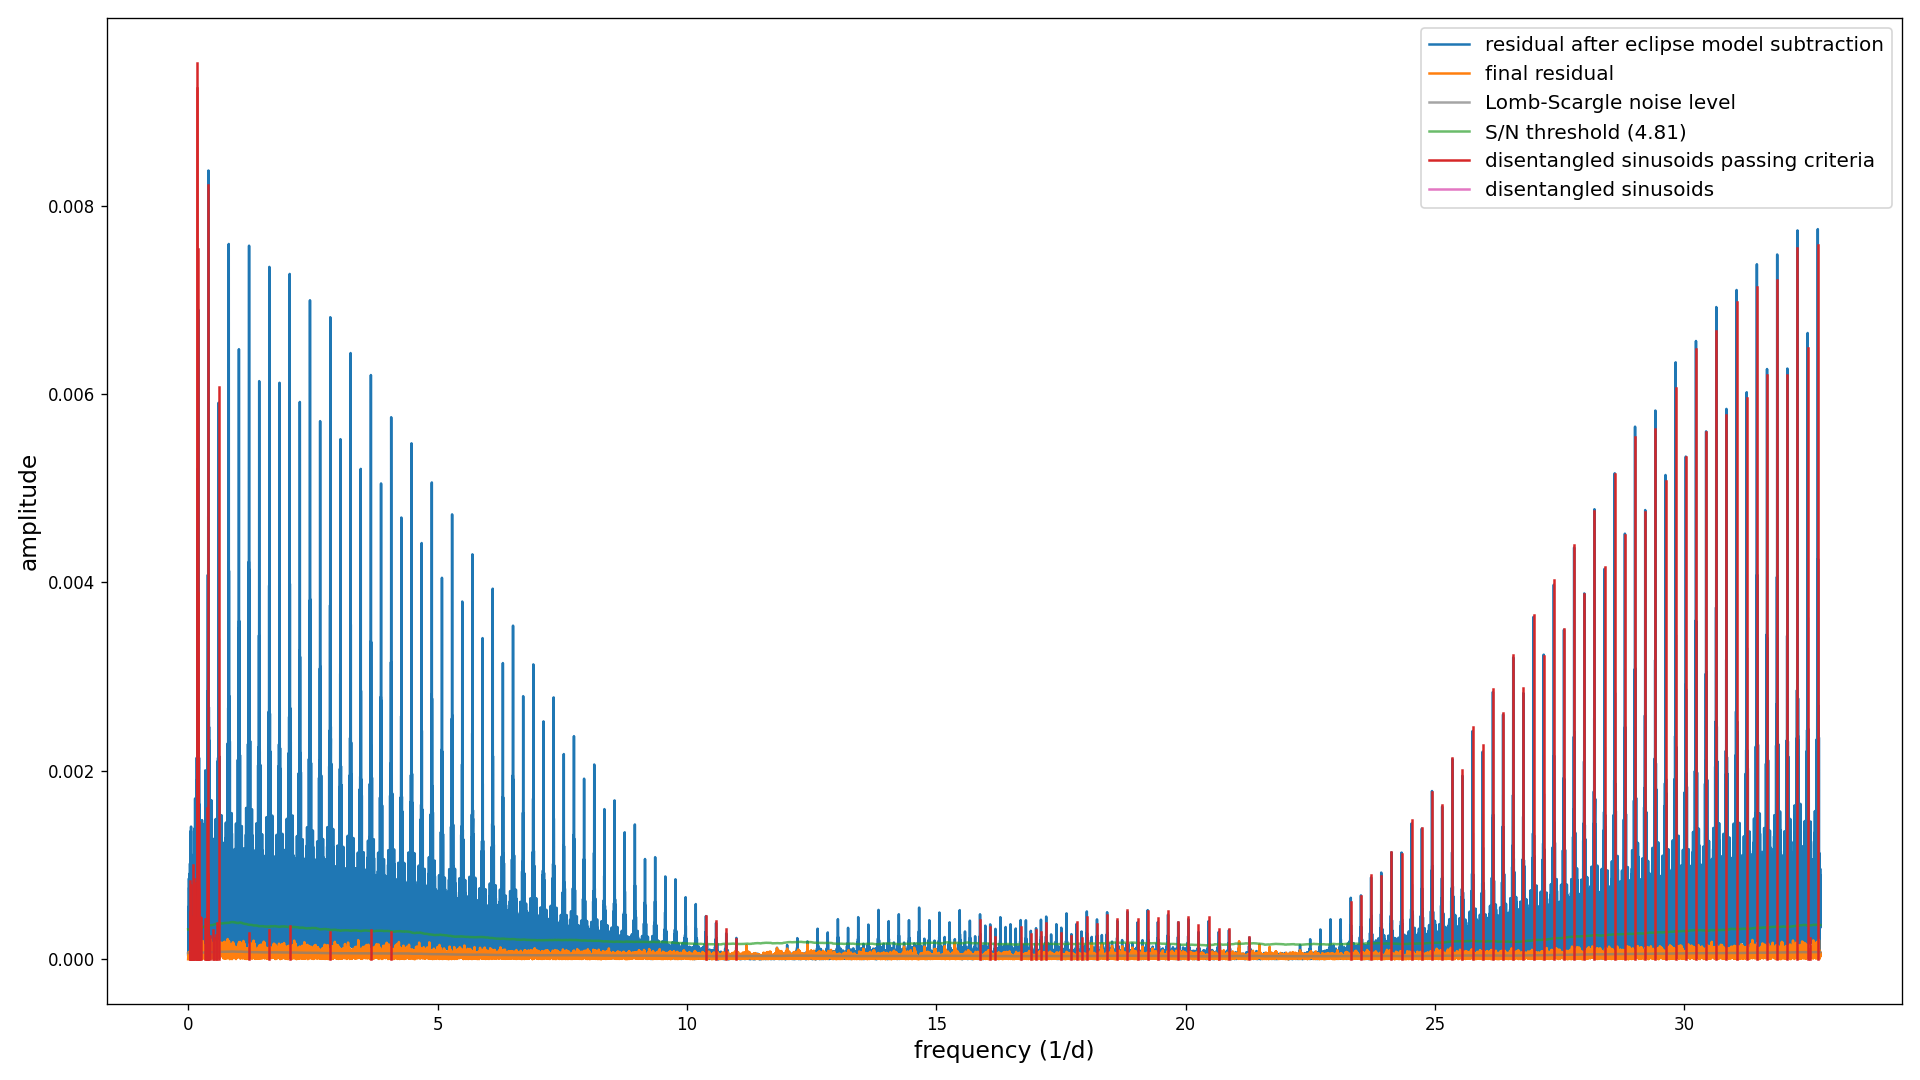 residual after eclipse model subtraction
final residual
Lomb-Scargle noise level
S/N threshold (4.81)
disentangled sinusoids passing criteria
disentangled sinusoids
amplitude
0.008
0.006
0.004
0.002
0.000
0 5 10 15 20 25 30
frequency (1/d)